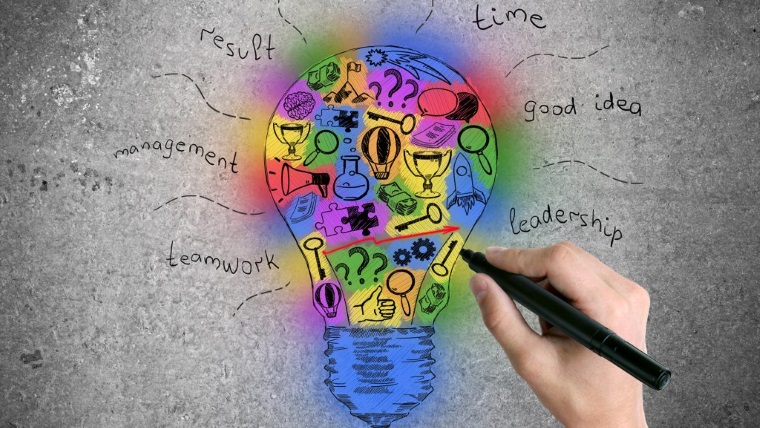 result
time
good idea
management
leadership
teamwork
???
???